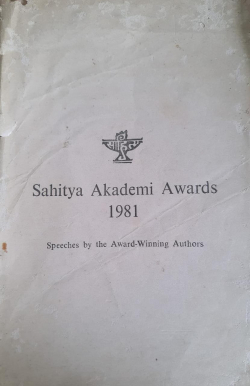 साहित्य
Sahitya Akademi Awards
1981
Speeches by the Award-Winning Authors